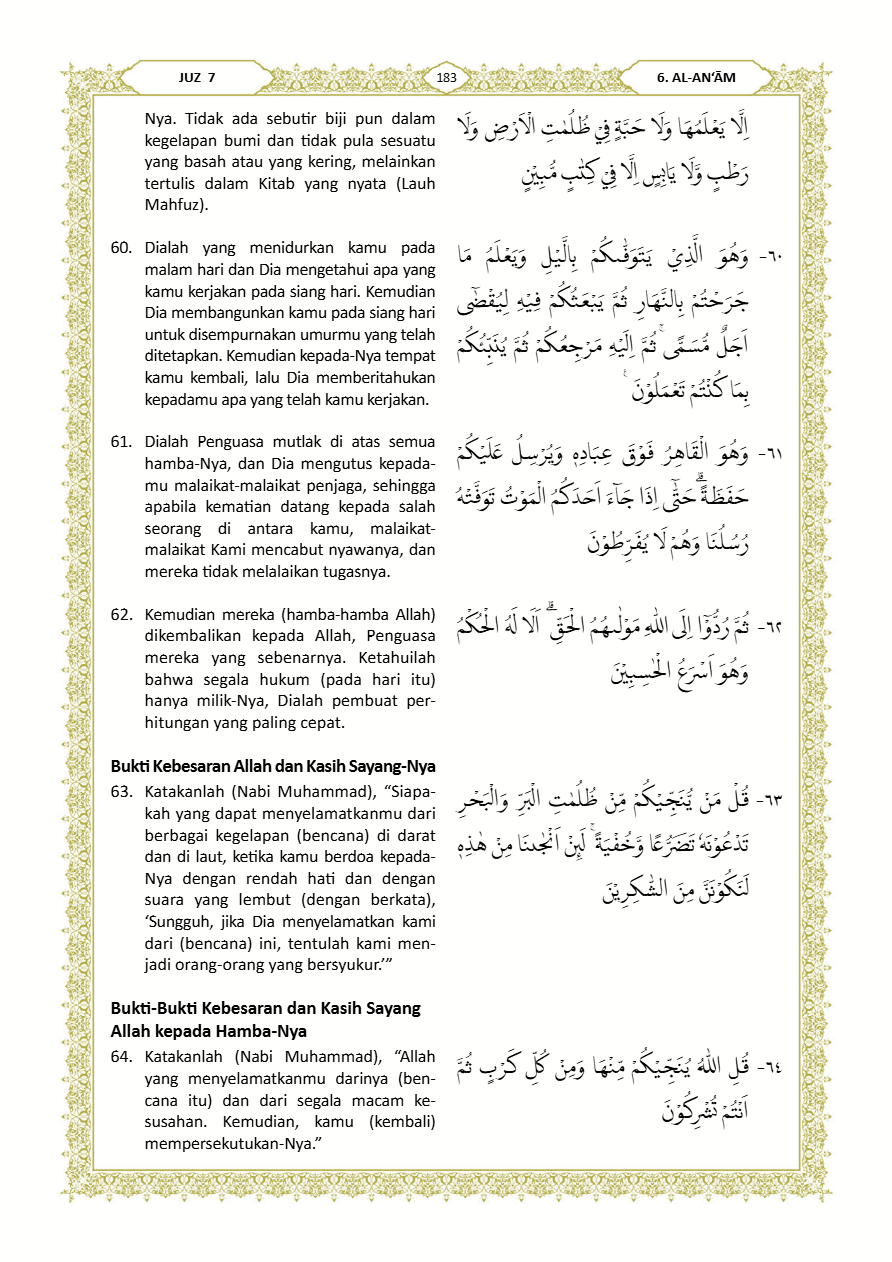 JUZ 7
183
6. AL-AN‘ĀM
Nya. Tidak ada sebutir biji pun dalam
kegelapan bumi dan tidak pula sesuatu
yang basah atau yang kering, melainkan
tertulis dalam Kitab yang nyata (Lauh
Mahfuz).
اِلَّا يَعْلَمُهَا وَلَا حَبَّةٍ فِيْ ظُلُمٰتِ الْاَرْضِ وَلَا
رَطْبٍ وَّلَا يَابِسٍ اِلَّا فِيْ كِتٰبٍ مُّبِيْنٍ
60. Dialah yang menidurkan kamu pada
malam hari dan Dia mengetahui apa yang
kamu kerjakan pada siang hari. Kemudian
Dia membangunkan kamu pada siang hari
untuk disempurnakan umurmu yang telah
ditetapkan. Kemudian kepada-Nya tempat
kamu kembali, lalu Dia memberitahukan
kepadamu apa yang telah kamu kerjakan.
٦٠- وَهُوَ الَّذِيْ يَتَوَفّٰىكُمْ بِالَّيْلِ وَيَعْلَمُ مَا
جَرَحْتُمْ بِالنَّهَارِ ثُمَّ يَبْعَثُكُمْ فِيْهِ لِيُقْضٰٓى
اَجَلٌ مُّسَمًّىۚ ثُمَّ اِلَيْهِ مَرْجِعُكُمْ ثُمَّ يُنَبِّئُكُمْ
بِمَا كُنْتُمْ تَعْمَلُوْنَ ۚ
61. Dialah Penguasa mutlak di atas semua
hamba-Nya, dan Dia mengutus kepada-
mu malaikat-malaikat penjaga, sehingga
apabila kematian datang kepada salah
seorang di antara kamu, malaikat-
malaikat Kami mencabut nyawanya, dan
mereka tidak melalaikan tugasnya.
٦١- وَهُوَ الْقَاهِرُ فَوْقَ عِبَادِهٖ وَيُرْسِلُ عَلَيْكُمْ
حَفَظَةًۗ حَتّٰٓى اِذَا جَاۤءَ اَحَدَكُمُ الْمَوْتُ تَوَفَّتْهُ
رُسُلُنَا وَهُمْ لَا يُفَرِّطُوْنَ
62. Kemudian mereka (hamba-hamba Allah)
dikembalikan kepada Allah, Penguasa
mereka yang sebenarnya. Ketahuilah
bahwa segala hukum (pada hari itu)
hanya milik-Nya, Dialah pembuat per-
hitungan yang paling cepat.
٦٢- ثُمَّ رُدُّوْٓا اِلَى اللّٰهِ مَوْلٰىهُمُ الْحَقِّۗ اَلَا لَهُ الْحُكْمُ
وَهُوَ اَسْرَعُ الْحٰسِبِيْنَ
Bukti Kebesaran Allah dan Kasih Sayang-Nya
63. Katakanlah (Nabi Muhammad), “Siapa-
kah yang dapat menyelamatkanmu dari
berbagai kegelapan (bencana) di darat
dan di laut, ketika kamu berdoa kepada-
Nya dengan rendah hati dan dengan
suara yang lembut (dengan berkata),
‘Sungguh, jika Dia menyelamatkan kami
dari (bencana) ini, tentulah kami men-
jadi orang-orang yang bersyukur.’”
٦٣- قُلْ مَنْ يُّنَجِّيْكُمْ مِّنْ ظُلُمٰتِ الْبَرِّ وَالْبَحْرِ
تَدْعُوْنَهٗ تَضَرُّعًا وَّخُفْيَةًۚ لَىِٕنْ اَنْجٰىنَا مِنْ هٰذِهٖ
لَنَكُوْنَنَّ مِنَ الشّٰكِرِيْنَ
Bukti-Bukti Kebesaran dan Kasih Sayang
Allah kepada Hamba-Nya
64. Katakanlah (Nabi Muhammad), “Allah
yang menyelamatkanmu darinya (ben-
cana itu) dan dari segala macam ke-
susahan. Kemudian, kamu (kembali)
mempersekutukan-Nya.”
٦٤- قُلِ اللّٰهُ يُنَجِّيْكُمْ مِّنْهَا وَمِنْ كُلِّ كَرْبٍ ثُمَّ
اَنْتُمْ تُشْرِكُوْنَ